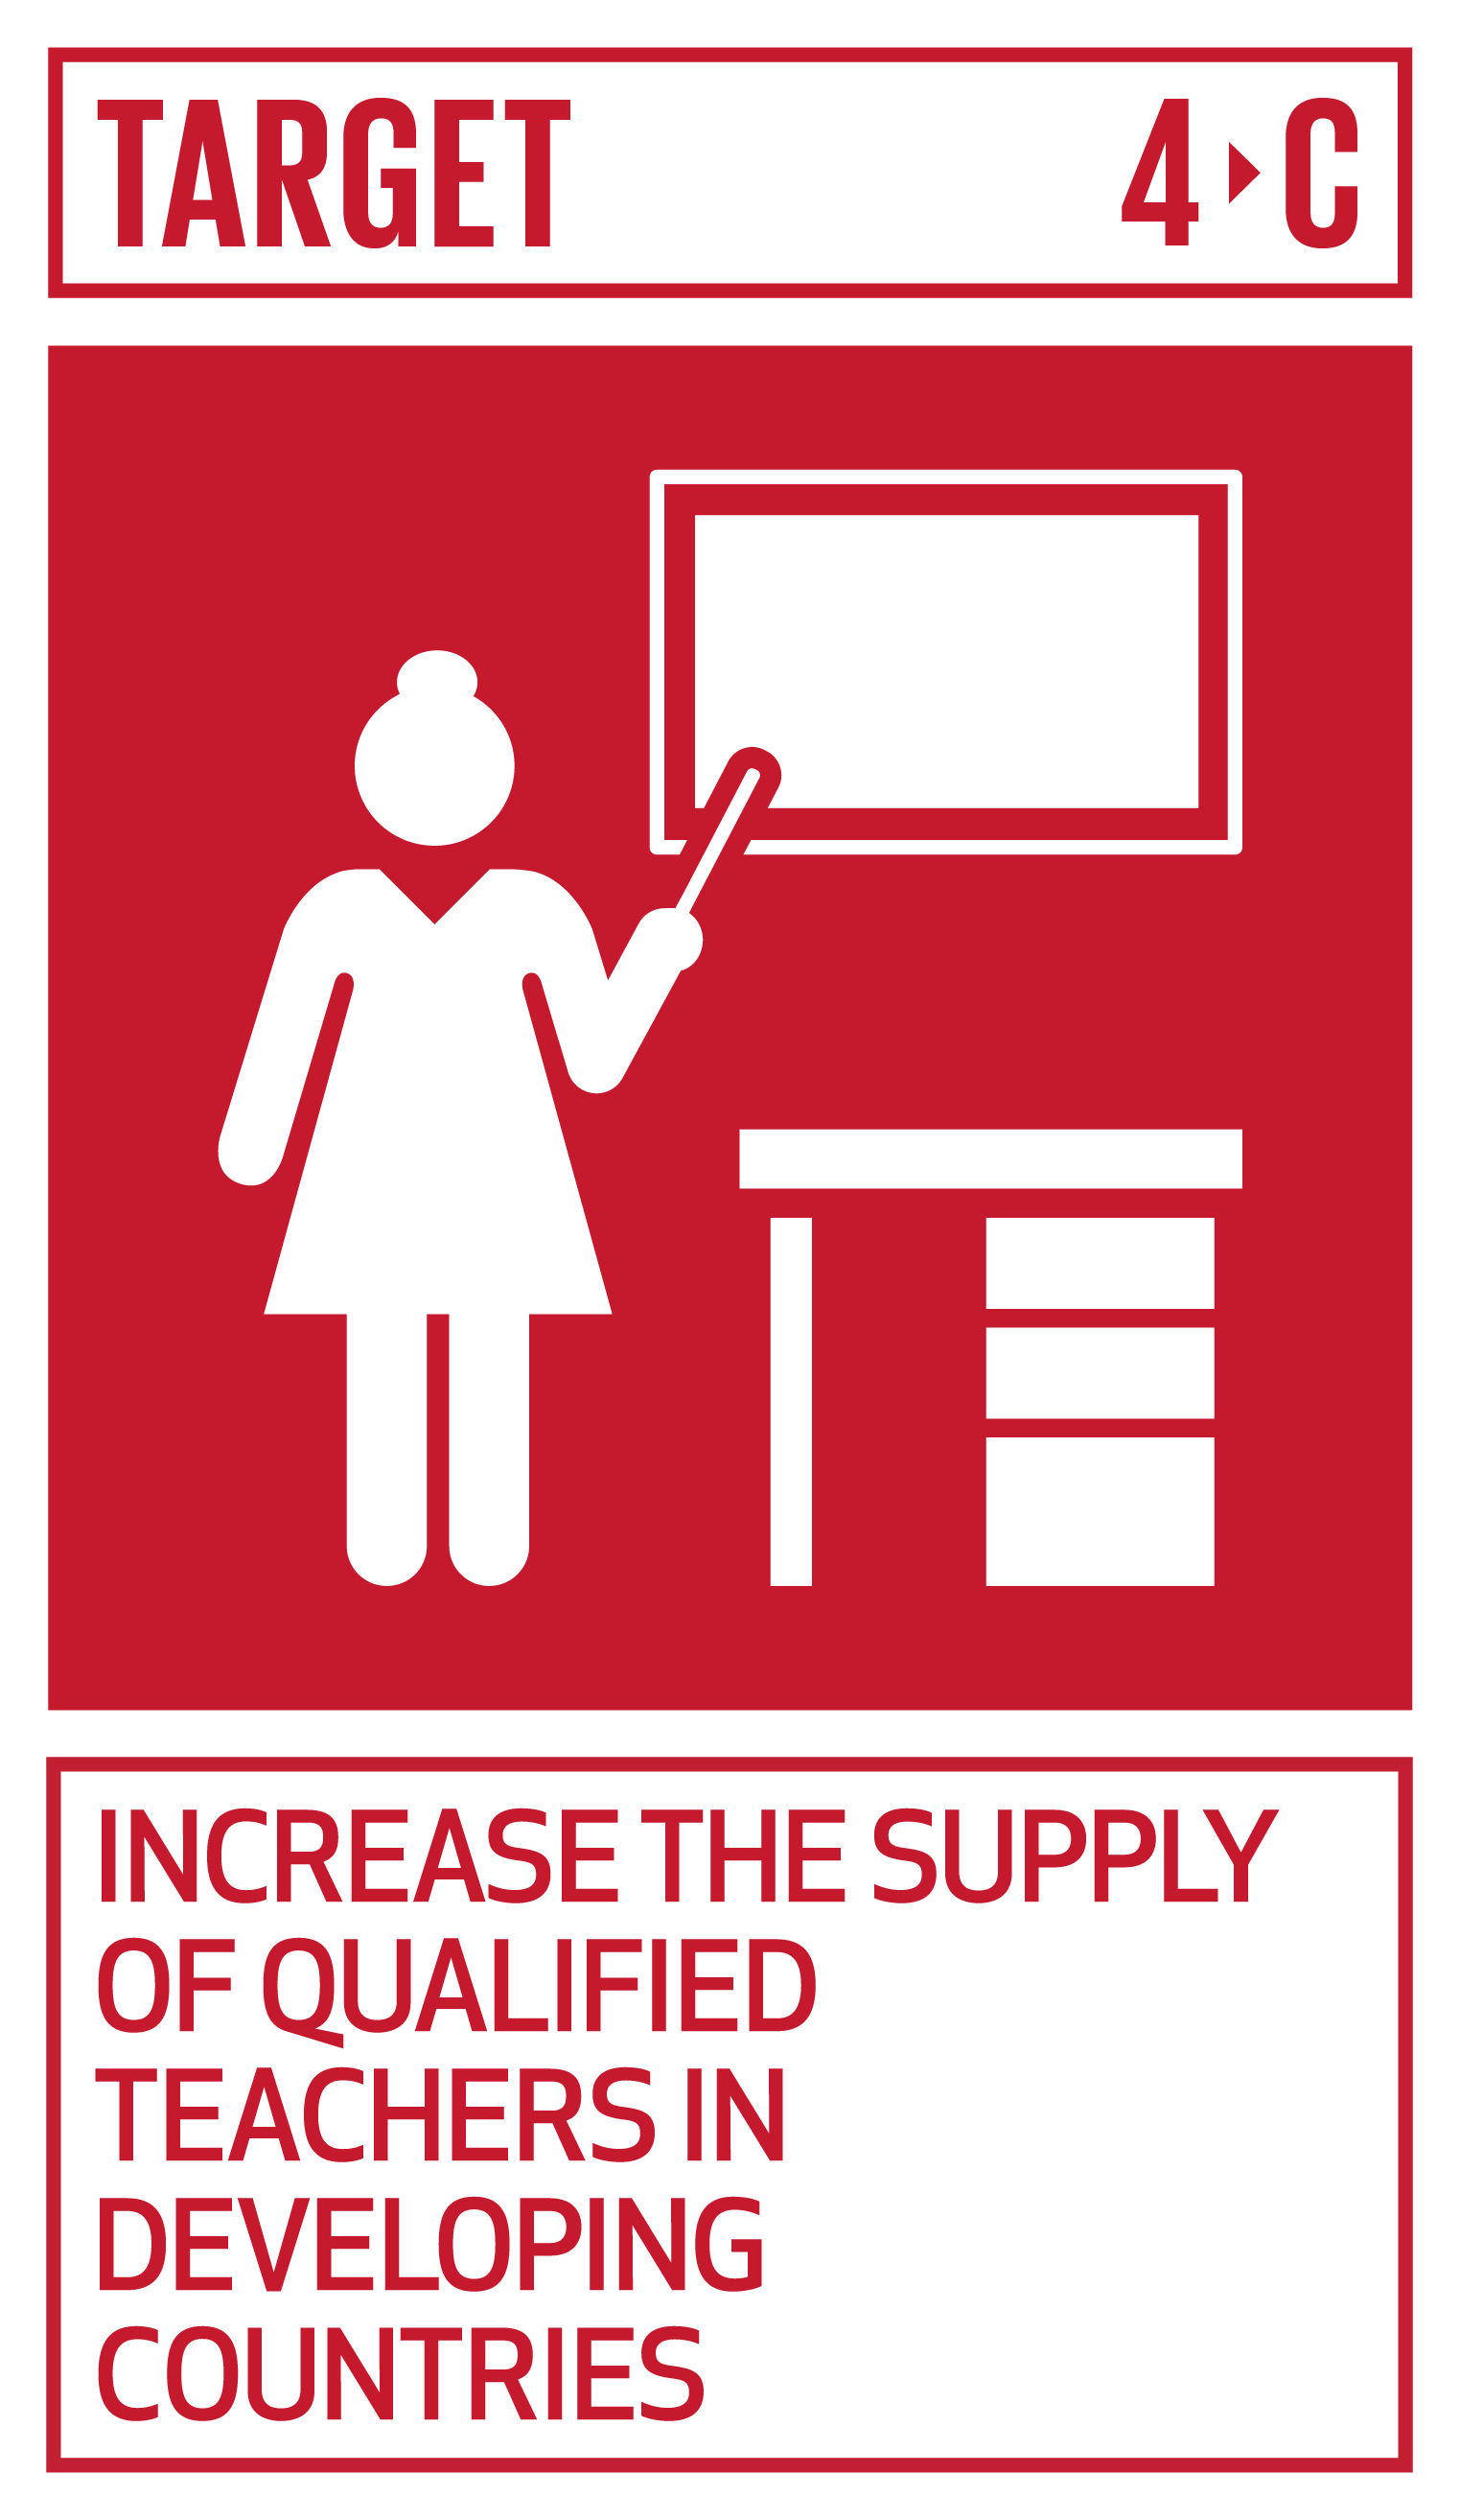 TARGET 4▸C
INCREASE THE SUPPLY
OF QUALIFIED
TEACHERS IN
DEVELOPING
COUNTRIES